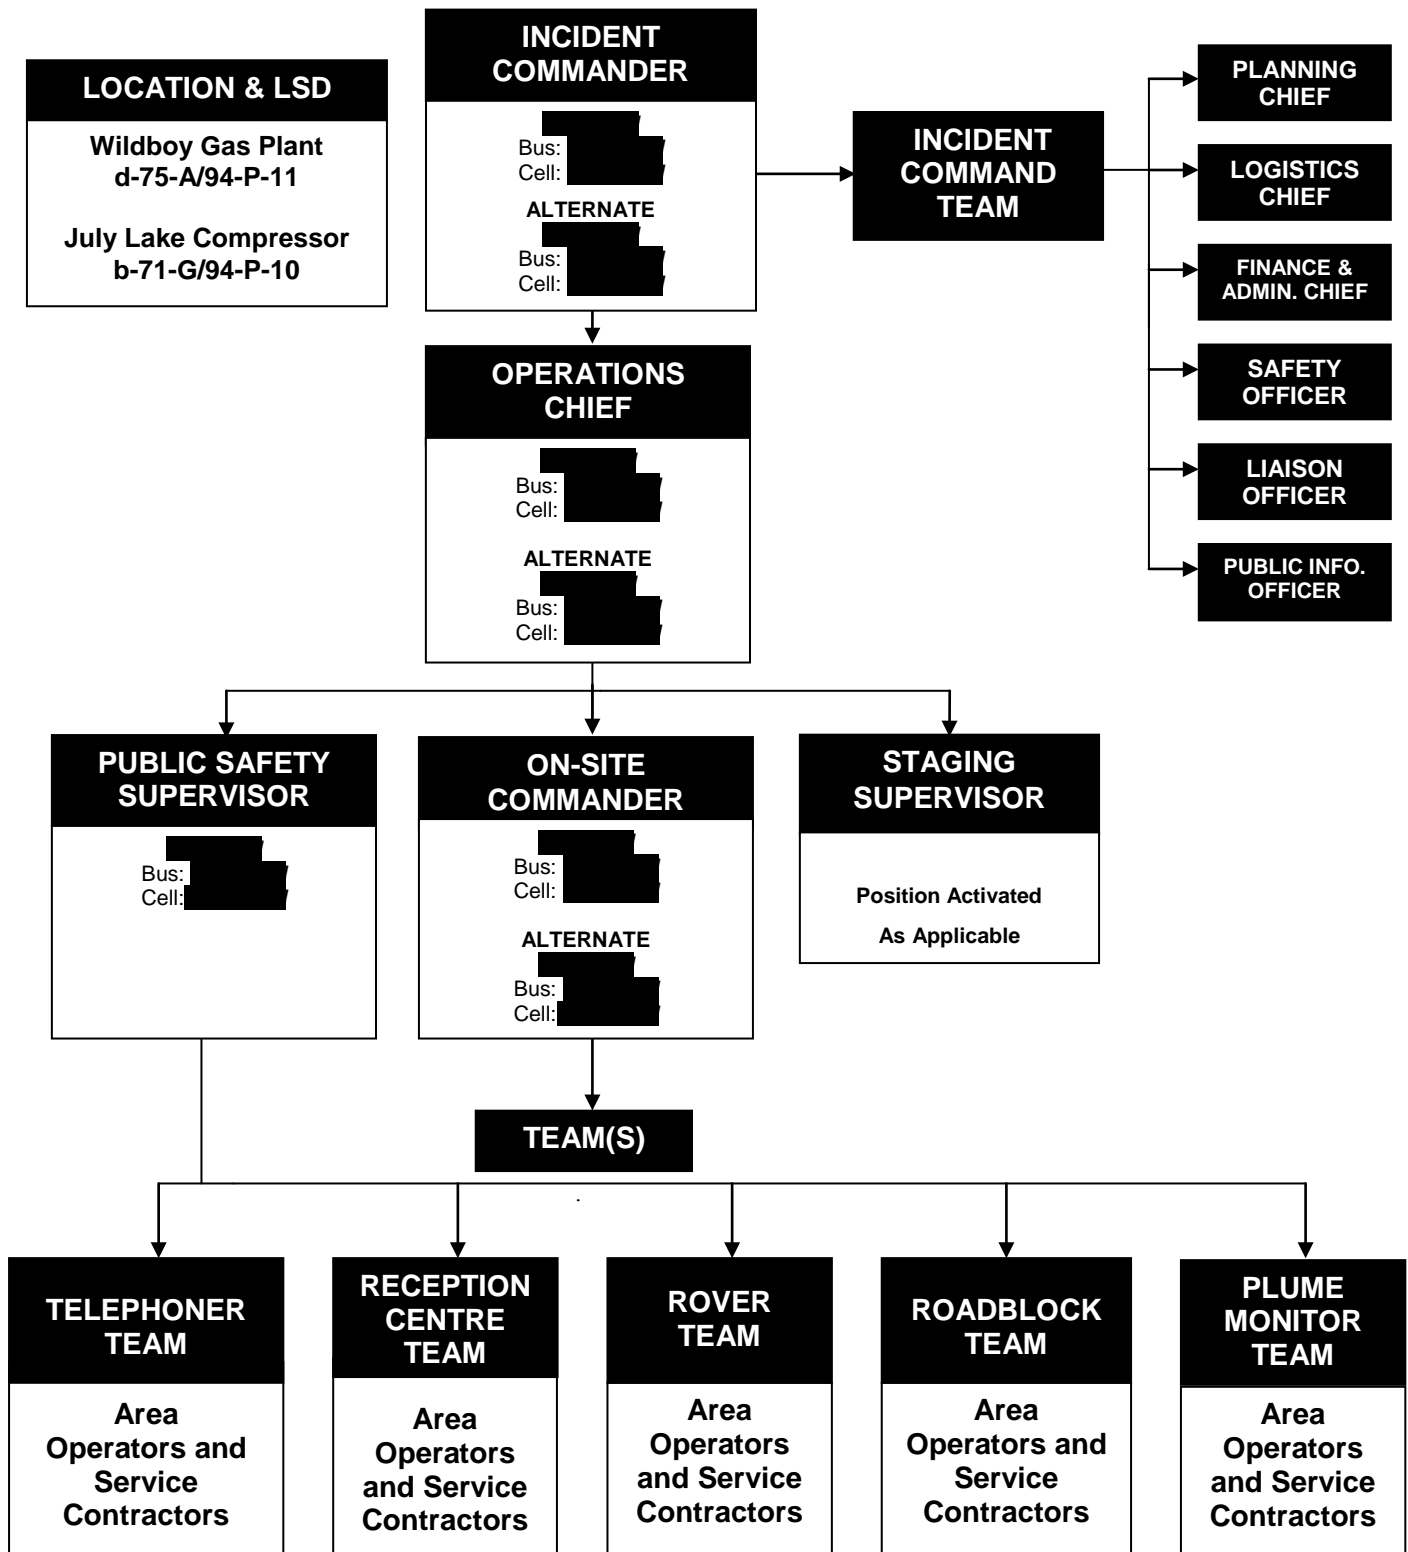 LOCATION & LSD
Wildboy Gas Plant
d-75-A/94-P-11
July Lake Compressor
b-71-G/94-P-10
INCIDENT
COMMANDER
Bus:
Cell:
ALTERNATE
Bus:
Cell:
INCIDENT
COMMAND
TEAM
PLANNING
CHIEF
LOGISTICS
CHIEF
FINANCE &
ADMIN. CHIEF
SAFETY
OFFICER
LIAISON
OFFICER
PUBLIC INFO.
OFFICER
OPERATIONS
CHIEF
Bus:
Cell:
ALTERNATE
Bus:
Cell:
PUBLIC SAFETY
SUPERVISOR
Bus:
Cell:
ON-SITE
COMMANDER
Bus:
Cell:
ALTERNATE
Bus:
Cell:
STAGING
SUPERVISOR
Position Activated
As Applicable
TEAM(S)
TELEPHONER
TEAM
Area
Operators and
Service
Contractors
RECEPTION
CENTRE
TEAM
Area
Operators
and Service
Contractors
ROVER
TEAM
Area
Operators
and Service
Contractors
ROADBLOCK
TEAM
Area
Operators and
Service
Contractors
PLUME
MONITOR
TEAM
Area
Operators
and Service
Contractors